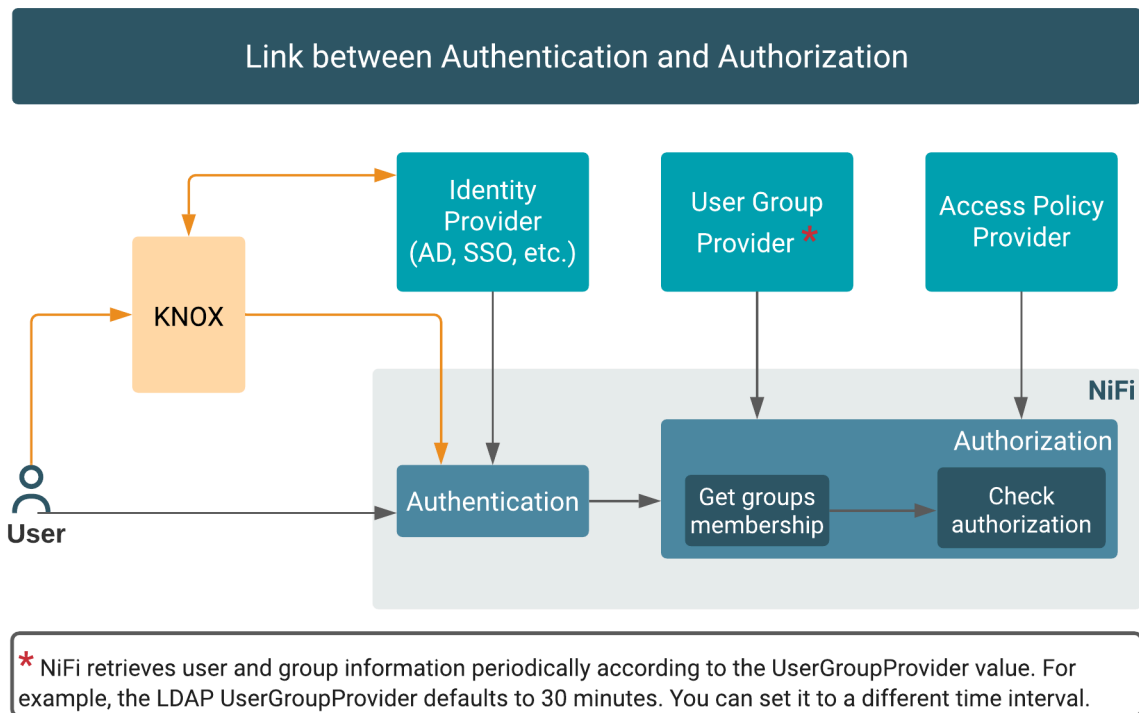 Link between Authentication and Authorization
Identity
Provider
(AD, SSO, etc.)
User Group
Provider *
Access Policy
Provider
KNOX
NiFi
Authorization
Authentication
Get groups
membership
Check
authorization
User
* NiFi retrieves user and group information periodically according to the UserGroupProvider value. For
example, the LDAP UserGroupProvider defaults to 30 minutes. You can set it to a different time interval.